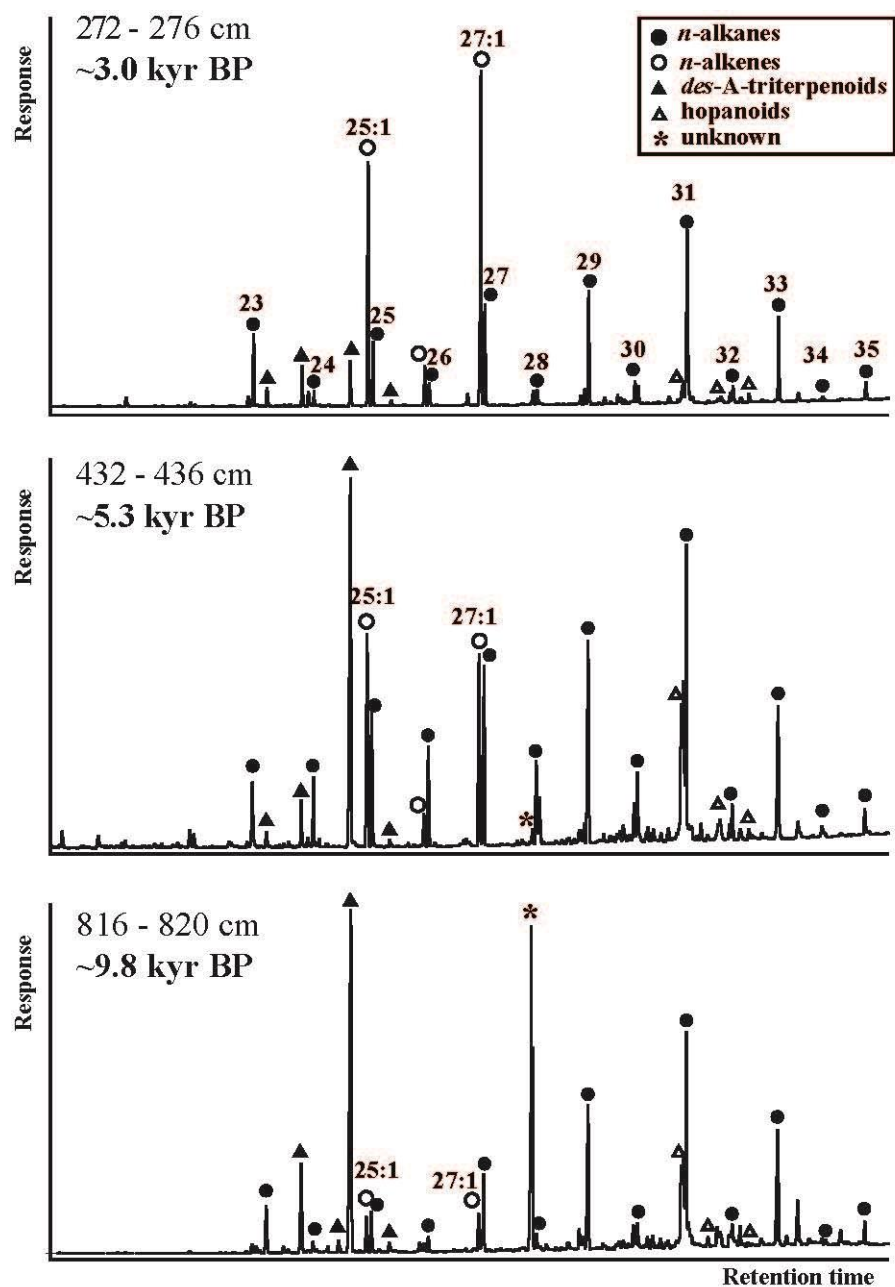 272 - 276 cm
~3.0 kyr BP
Response
27:1
25:1
23
24
25
26
27
28
29
30
31
32
33
34
35
n-alkanes
n-alkenes
des-A-triterpenoids
hopanoids
* unknown
432 - 436 cm
~5.3 kyr BP
Response
25:1
27:1
*
816 - 820 cm
~9.8 kyr BP
Response
*
25:1
27:1
Retention time